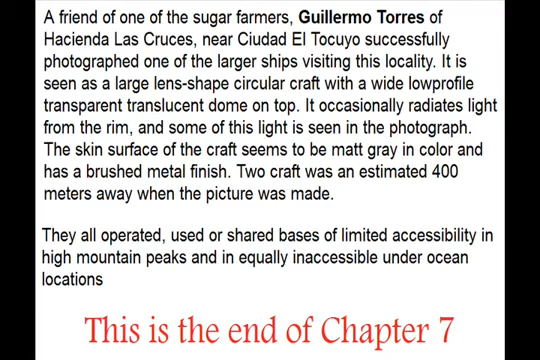 A friend of one of the sugar farmers, Guillermo Torres of
Hacienda Las Cruces, near Ciudad El Tocuyo successfully
photographed one of the larger ships visiting this locality. It is
seen as a large lens-shape circular craft with a wide lowprofile
transparent translucent dome on top. It occasionally radiates light
from the rim, and some of this light is seen in the photograph.
The skin surface of the craft seems to be matt gray in color and
has a brushed metal finish. Two craft was an estimated 400
meters away when the picture was made.
They all operated, used or shared bases of limited accessibility in
high mountain peaks and in equally inaccessible under ocean
locations
This is the end of Chapter 7